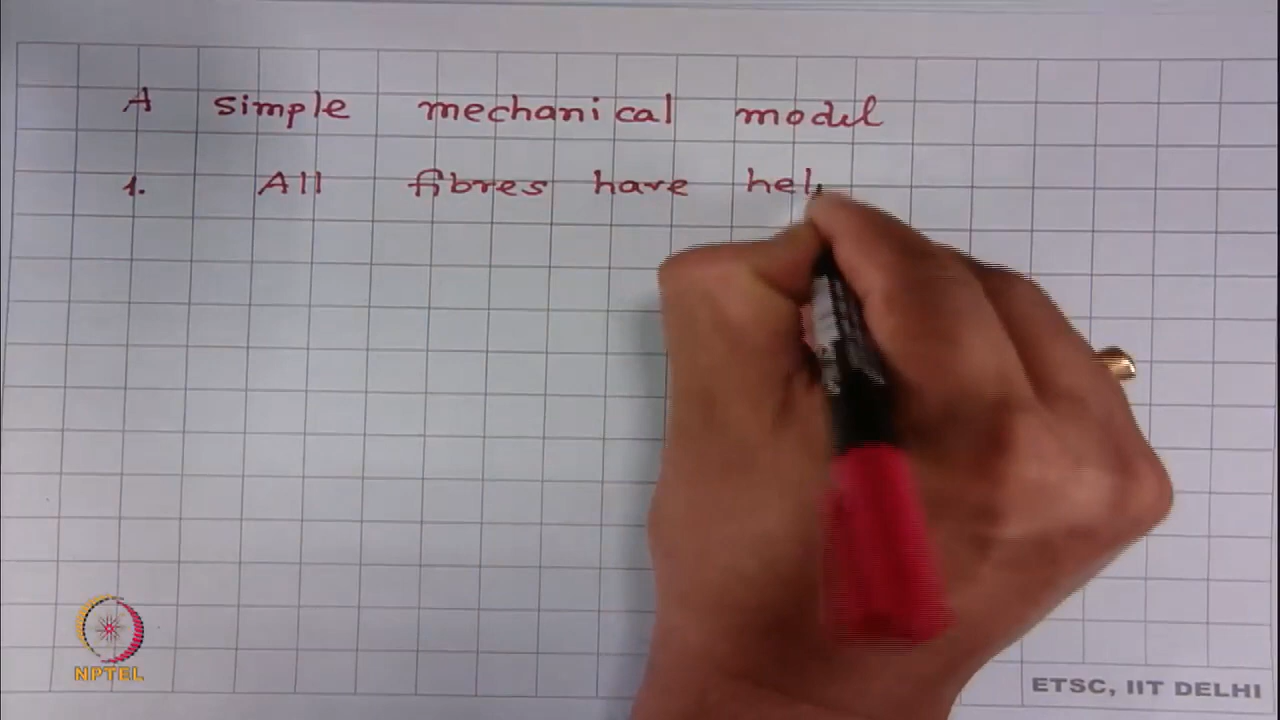 A simple mechanical model
1. All fibres have hel
NPTEL
ETSC, IIT DELHI